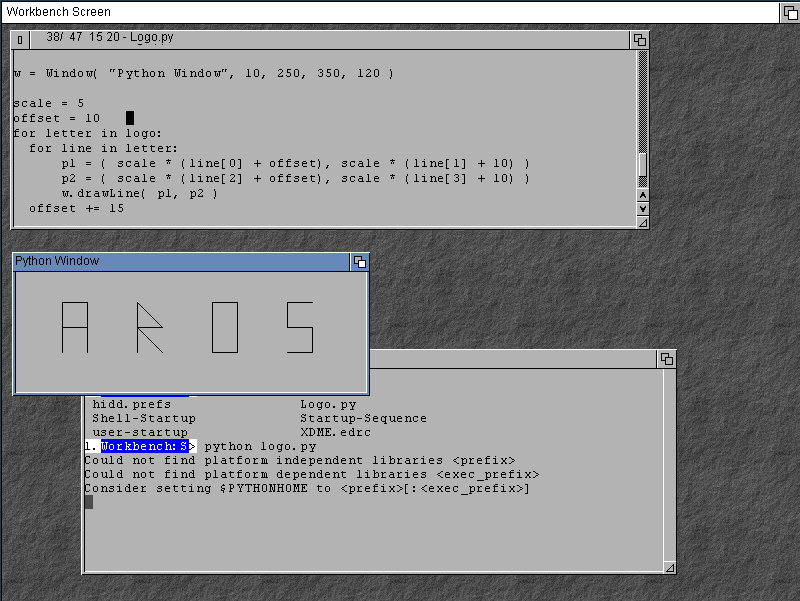 Workbench Screen
38/ 47 15 20 - Logo.py
w = Window( "Python Window", 10, 250, 350, 120 )
scale = 5
offset = 10
for letter in logo:
for line in letter:
p1 = ( scale * (line[0] + offset), scale * (line[1] + 10) )
p2 = ( scale * (line[2] + offset), scale * (line[3] + 10) )
w.drawLine( p1, p2 )
offset += 15
Python Window
AROS
hidd.prefs Logo.py
Shell-Startup Startup-Sequence
user-startup XDME.edrc
1.Workbench:S> python logo.py
Could not find platform independent libraries <prefix>
Could not find platform dependent libraries <exec_prefix>
Consider setting $PYTHONHOME to <prefix>[:<exec_prefix>]